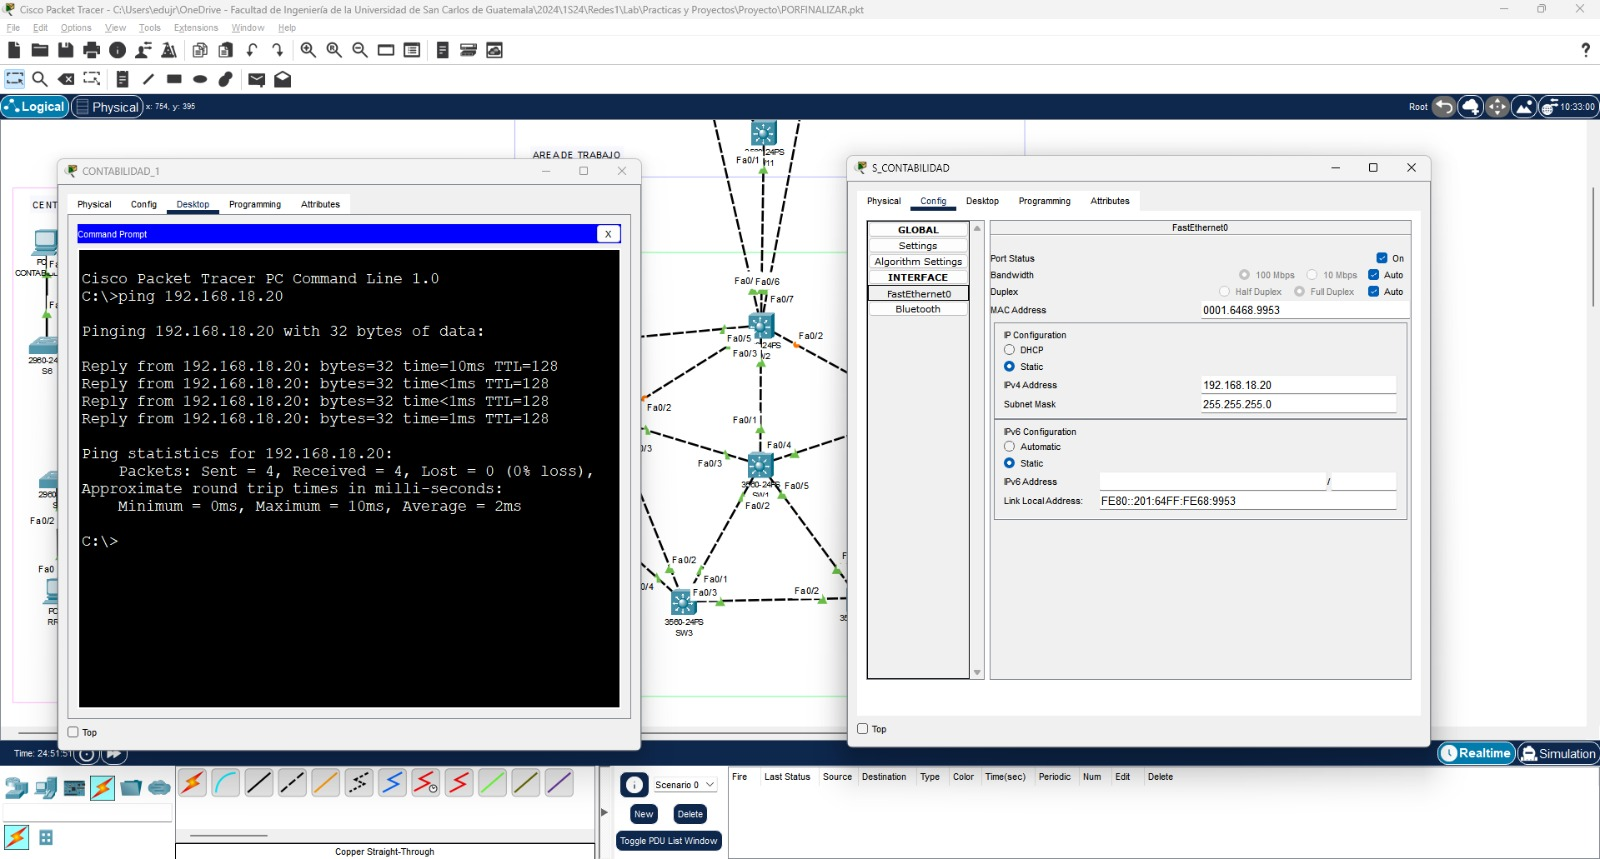 Cisco Packet Tracer - C:\Users\edujr\OneDrive - Facultad de Ingeniería de la Universidad de San Carlos de Guatemala\2024\1S24\Redes1\Lab\Practicas y Proyectos\Proyecto\PORFINALIZAR.pkt
File Edit Options View Tools Extensions Window Help
?
Logical Physical x: 754, y: 395
Root 10:33:00
AREA DE TRABAJO
CENT
Fa0/1
CONTABILIDAD_1
Physical Config Desktop Programming Attributes
Command Prompt X
Cisco Packet Tracer PC Command Line 1.0
C:\>ping 192.168.18.20
Pinging 192.168.18.20 with 32 bytes of data:
Reply from 192.168.18.20: bytes=32 time=10ms TTL=128
Reply from 192.168.18.20: bytes=32 time<1ms TTL=128
Reply from 192.168.18.20: bytes=32 time<1ms TTL=128
Reply from 192.168.18.20: bytes=32 time=1ms TTL=128
Ping statistics for 192.168.18.20:
Packets: Sent = 4, Received = 4, Lost = 0 (0% loss),
Approximate round trip times in milli-seconds:
Minimum = 0ms, Maximum = 10ms, Average = 2ms
C:\>
Top
2960-24
S6
Fa0/2
Fa0
Fa0/ Fa0/6
Fa0/7
Fa0/5
Fa0/2
Fa0/3
Fa0/2
Fa0/1
Fa0/4
Fa0/3
3560-24PS
SW1
Fa0/5
Fa0/2
Fa0/2
Fa0/1
Fa0/3
Fa0/2
3560-24PS
SW3
S_CONTABILIDAD
Physical Config Desktop Programming Attributes
GLOBAL
Settings
Algorithm Settings
INTERFACE
FastEthernet0
Bluetooth
FastEthernet0
Port Status On
Bandwidth 100 Mbps 10 Mbps Auto
Duplex Half Duplex Full Duplex Auto
MAC Address 0001.6468.9953
IP Configuration
DHCP
Static
IPv4 Address 192.168.18.20
Subnet Mask 255.255.255.0
IPv6 Configuration
Automatic
Static
IPv6 Address /
Link Local Address: FE80::201:64FF:FE68:9953
Top
Time: 24:51:51
Realtime Simulation
Scenario 0
New Delete
Toggle PDU List Window
Fire Last Status Source Destination Type Color Time(sec) Periodic Num Edit Delete
Copper Straight-Through